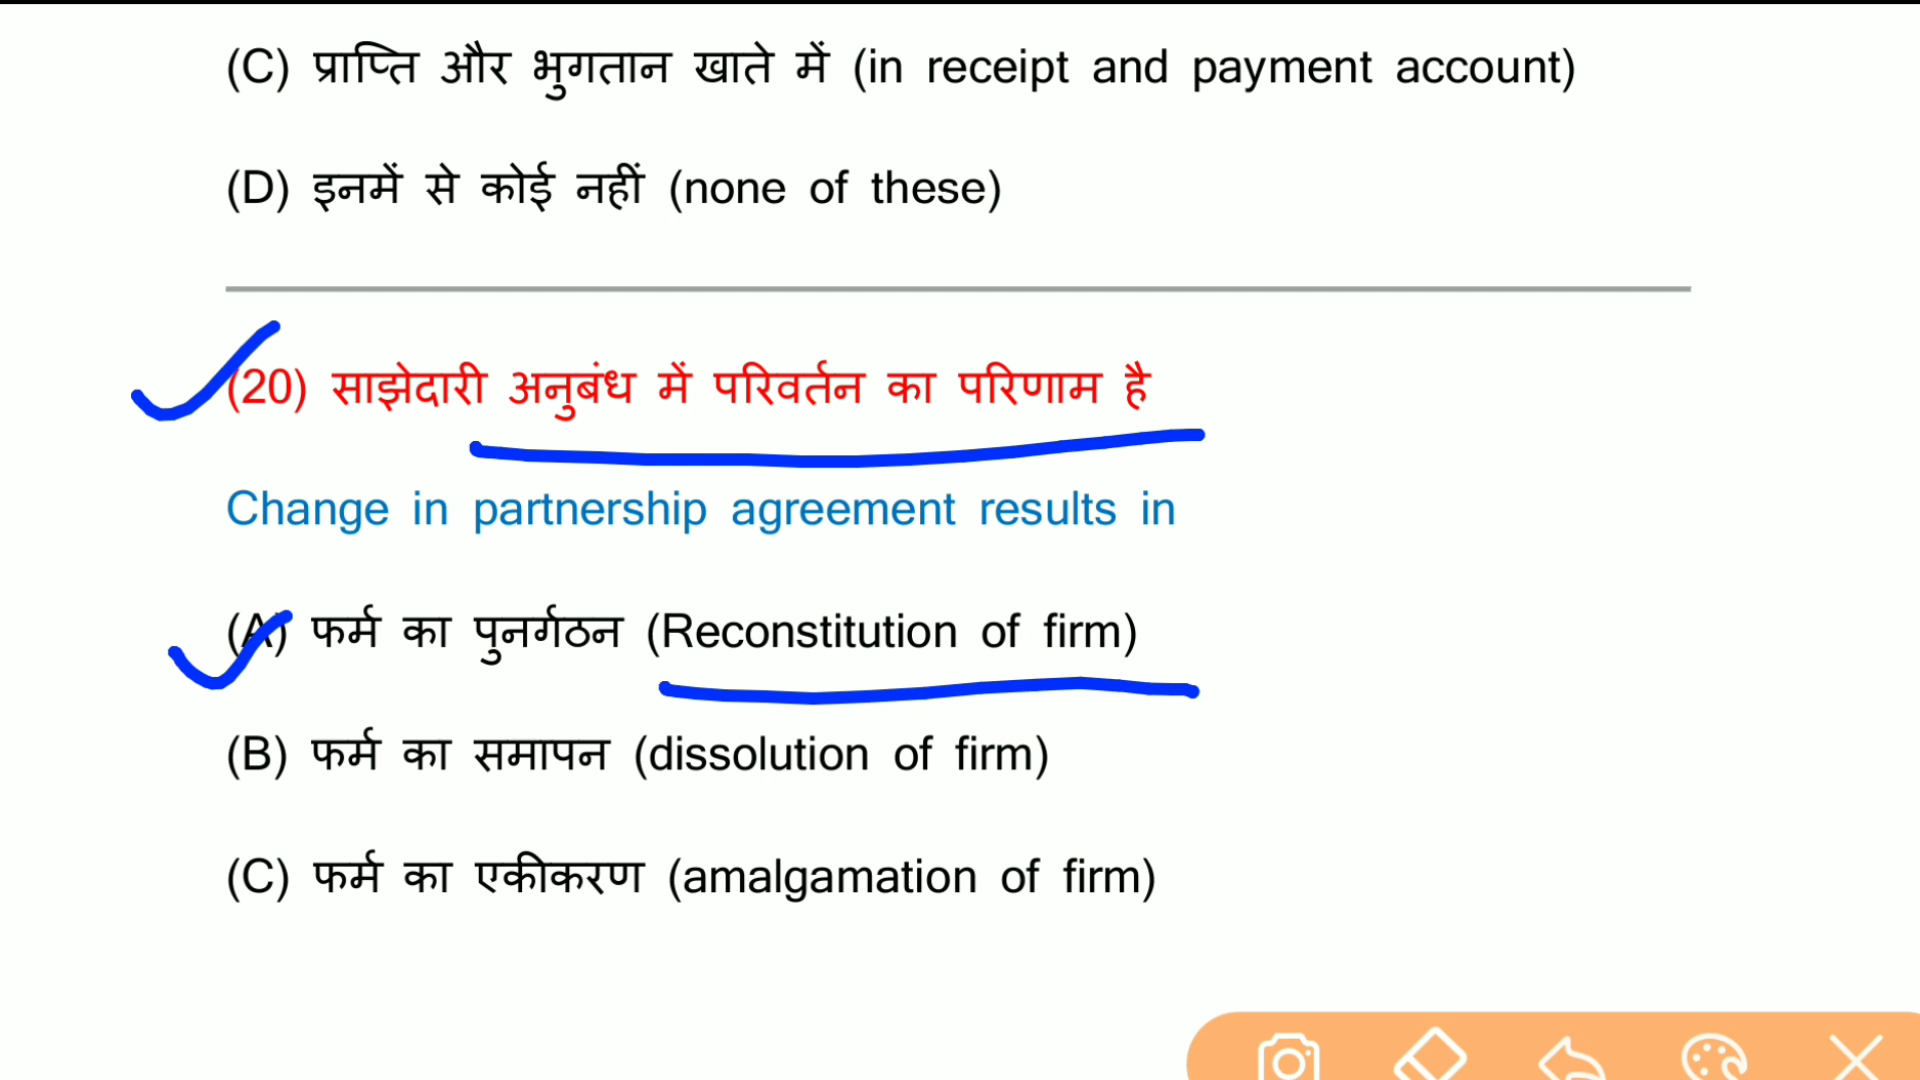 (C) प्राप्ति और भुगतान खाते में (in receipt and payment account)
(D) इनमें से कोई नहीं (none of these)
(20) साझेदारी अनुबंध में परिवर्तन का परिणाम है
Change in partnership agreement results in
(A) फर्म का पुनर्गठन (Reconstitution of firm)
(B) फर्म का समापन (dissolution of firm)
(C) फर्म का एकीकरण (amalgamation of firm)